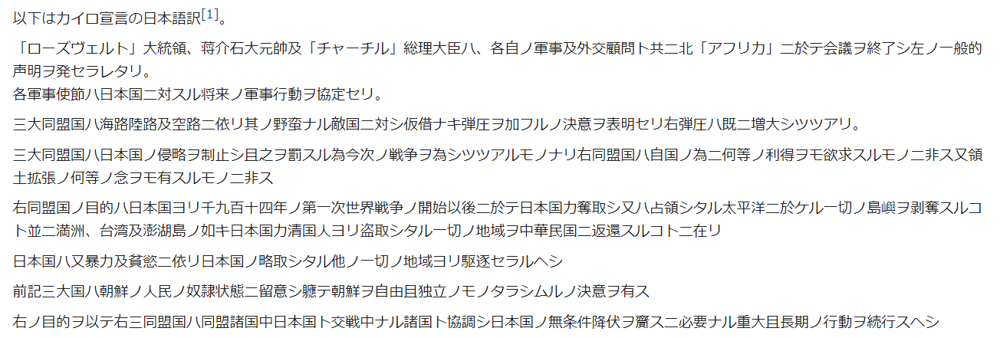 以下はカイロ宣言の日本語訳[1]。
「ローズヴェルト」大統領、蒋介石大元帥及「チャーチル」総理大臣ハ、各自ノ軍事及外交顧問ト共ニ北「アフリカ」ニ於テ会議ヲ終了シ左ノ一般的
声明ヲ発セラレタリ。
各軍事使節ハ日本国ニ対スル将来ノ軍事行動ヲ協定セリ。
三大同盟国ハ海路陸路及空路ニ依リ其ノ野蛮ナル敵国ニ対シ仮借ナキ弾圧ヲ加フルノ決意ヲ表明セリ右弾圧ハ既ニ増大シツツアリ。
三大同盟国ハ日本国ノ侵略ヲ制止シ且之ヲ罰スル為今次ノ戦争ヲ為シツツアルモノナリ右同盟国ハ自国ノ為ニ何等ノ利得ヲモ欲求スルモノニ非ス又領
土拡張ノ何等ノ念ヲモ有スルモノニ非ス
右同盟国ノ目的ハ日本国ヨリ千九百十四年ノ第一次世界戦争ノ開始以後ニ於テ日本国カ奪取シ又ハ占領シタル太平洋ニ於ケル一切ノ島嶼ヲ剥奪スルコ
ト並ニ満洲、台湾及澎湖島ノ如キ日本国カ清国人ヨリ盗取シタル一切ノ地域ヲ中華民国ニ返還スルコトニ在リ
日本国ハ又暴力及貧慾ニ依リ日本国ノ略取シタル他ノ一切ノ地域ヨリ駆逐セラルヘシ
前記三大国ハ朝鮮ノ人民ノ奴隷状態ニ留意シ軈テ朝鮮ヲ自由且独立ノモノタラシムルノ決意ヲ有ス
右ノ目的ヲ以テ右三同盟国ハ同盟諸国中日本国ト交戦中ナル諸国ト協調シ日本国ノ無条件降伏ヲ齎スニ必要ナル重大且長期ノ行動ヲ続行スヘシ